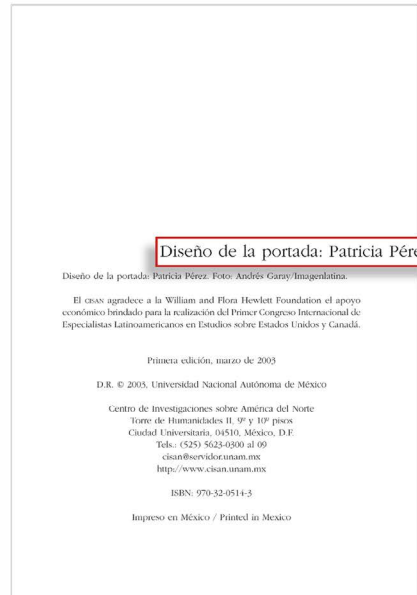 Diseño de la portada: Patricia Pére
Diseño de la portada: Patricia Pérez. Foto: Andrés Garay/Imagenlatina.
El CISAN agradece a la William and Flora Hewlett Foundation el apoyo
económico brindado para la realización del Primer Congreso Internacional de
Especialistas Latinoamericanos en Estudios sobre Estados Unidos y Canadá.
Primera edición, marzo de 2003
D.R. © 2003, Universidad Nacional Autónoma de México
Centro de Investigaciones sobre América del Norte
Torre de Humanidades II, 9º y 10º pisos
Ciudad Universitaria, 04510, México, D.F.
Tels.: (525) 5623-0300 al 09
cisan@servidor.unam.mx
http://www.cisan.unam.mx
ISBN: 970-32-0514-3
Impreso en México / Printed in Mexico